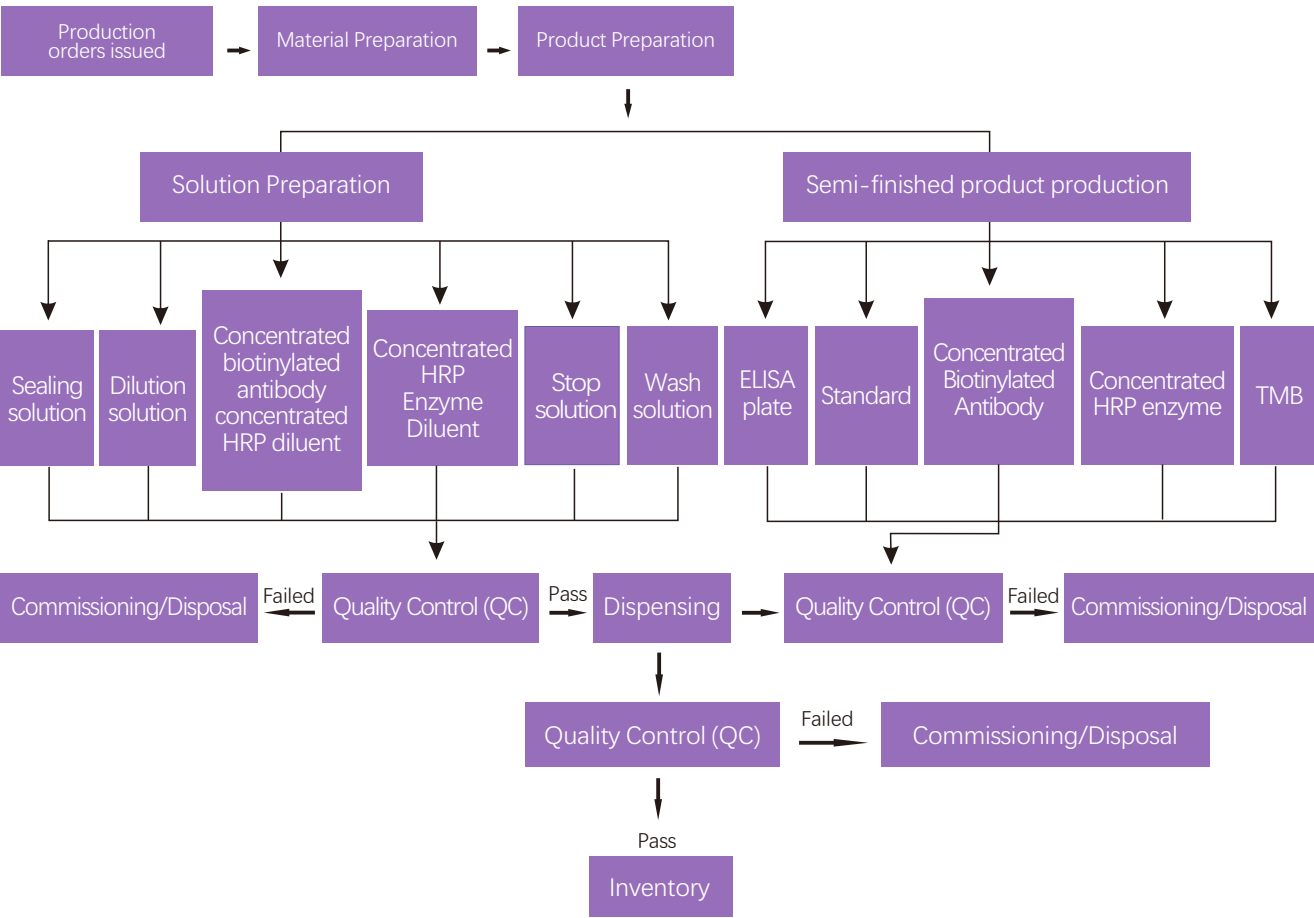 Production
orders issued
Material Preparation
Product Preparation
Solution Preparation
Semi-finished product production
Sealing
solution
Dilution
solution
Concentrated
biotinylated
antibody
concentrated
HRP diluent
Concentrated
HRP
Enzyme
Diluent
Stop
solution
Wash
solution
ELISA
plate
Standard
Concentrated
Biotinylated
Antibody
Concentrated
HRP enzyme
TMB
Commissioning/Disposal
Failed
Quality Control (QC)
Pass
Dispensing
Quality Control (QC)
Failed
Commissioning/Disposal
Quality Control (QC)
Failed
Commissioning/Disposal
Pass
Inventory